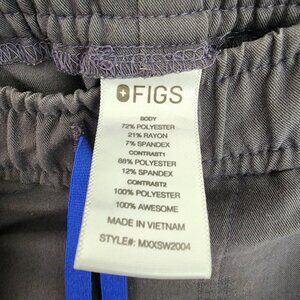 FIGS
BODY
72% POLYESTER
21% RAYON
7% SPANDEX
CONTRAST1
88% POLYESTER
12% SPANDEX
CONTRAST2
100% POLYESTER
100% AWESOME
MADE IN VIETNAM
STYLE#: MXXSW2004